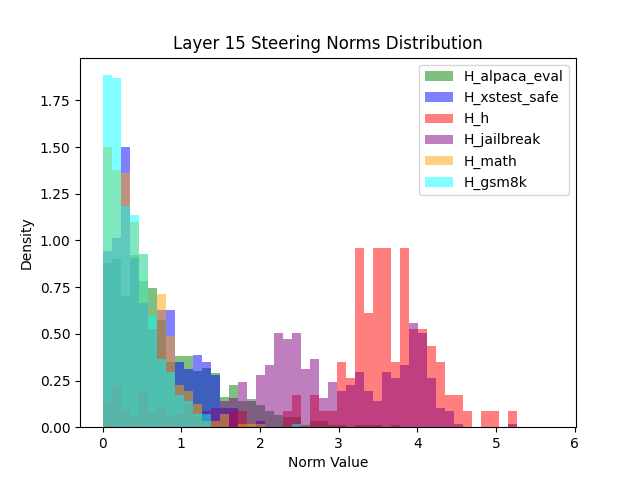 Layer 15 Steering Norms Distribution
H_alpaca_eval
H_xstest_safe
H_h
H_jailbreak
H_math
H_gsm8k
Density
1.75
1.50
1.25
1.00
0.75
0.50
0.25
0.00
0 1 2 3 4 5 6
Norm Value